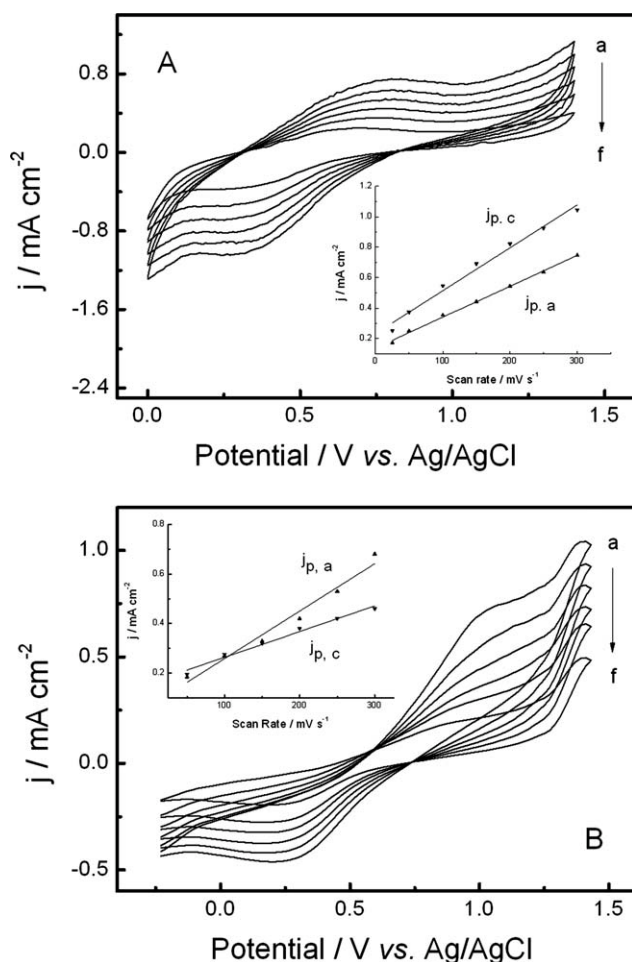 A
a
f
0.8
0.0
-0.8
-1.6
-2.4
j / mA cm-2
0.0
0.5
1.0
1.5
Potential / V vs. Ag/AgCl
1.2
1.0
0.8
0.6
0.4
0.2
j / mA cm-2
jp. c
jp. a
0
100
200
300
Scan rate / mV s-1
1.0
0.5
0.0
-0.5
j / mA cm-2
0.8
0.6
0.4
0.2
j / mA cm-2
jp, a
jp, c
100
200
300
Scan Rate / mV s-1
a
f
B
0.0
0.5
1.0
1.5
Potential / V vs. Ag/AgCl